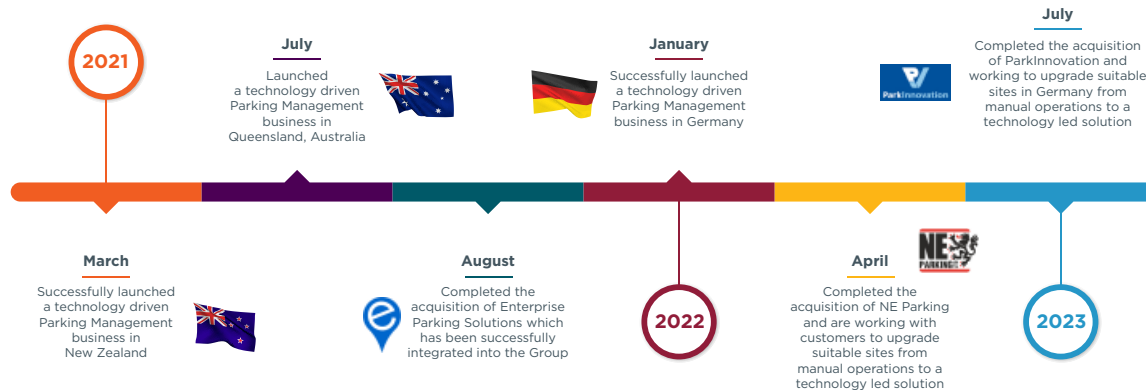 2021
March
Successfully launched
a technology driven
Parking Management
business in
New Zealand
July
Launched
a technology driven
Parking Management
business in
Queensland, Australia
August
Completed the
acquisition of Enterprise
Parking Solutions which
has been successfully
integrated into the Group
e
January
Successfully launched
a technology driven
Parking Management
business in Germany
2022
April
NE
PARKING
Completed the
acquisition of NE Parking
and are working with
customers to upgrade
suitable sites from
manual operations to a
technology led solution
July
ParkInnovation
Completed the acquisition
of ParkInnovation and
working to upgrade suitable
sites in Germany from
manual operations to a
technology led solution
2023